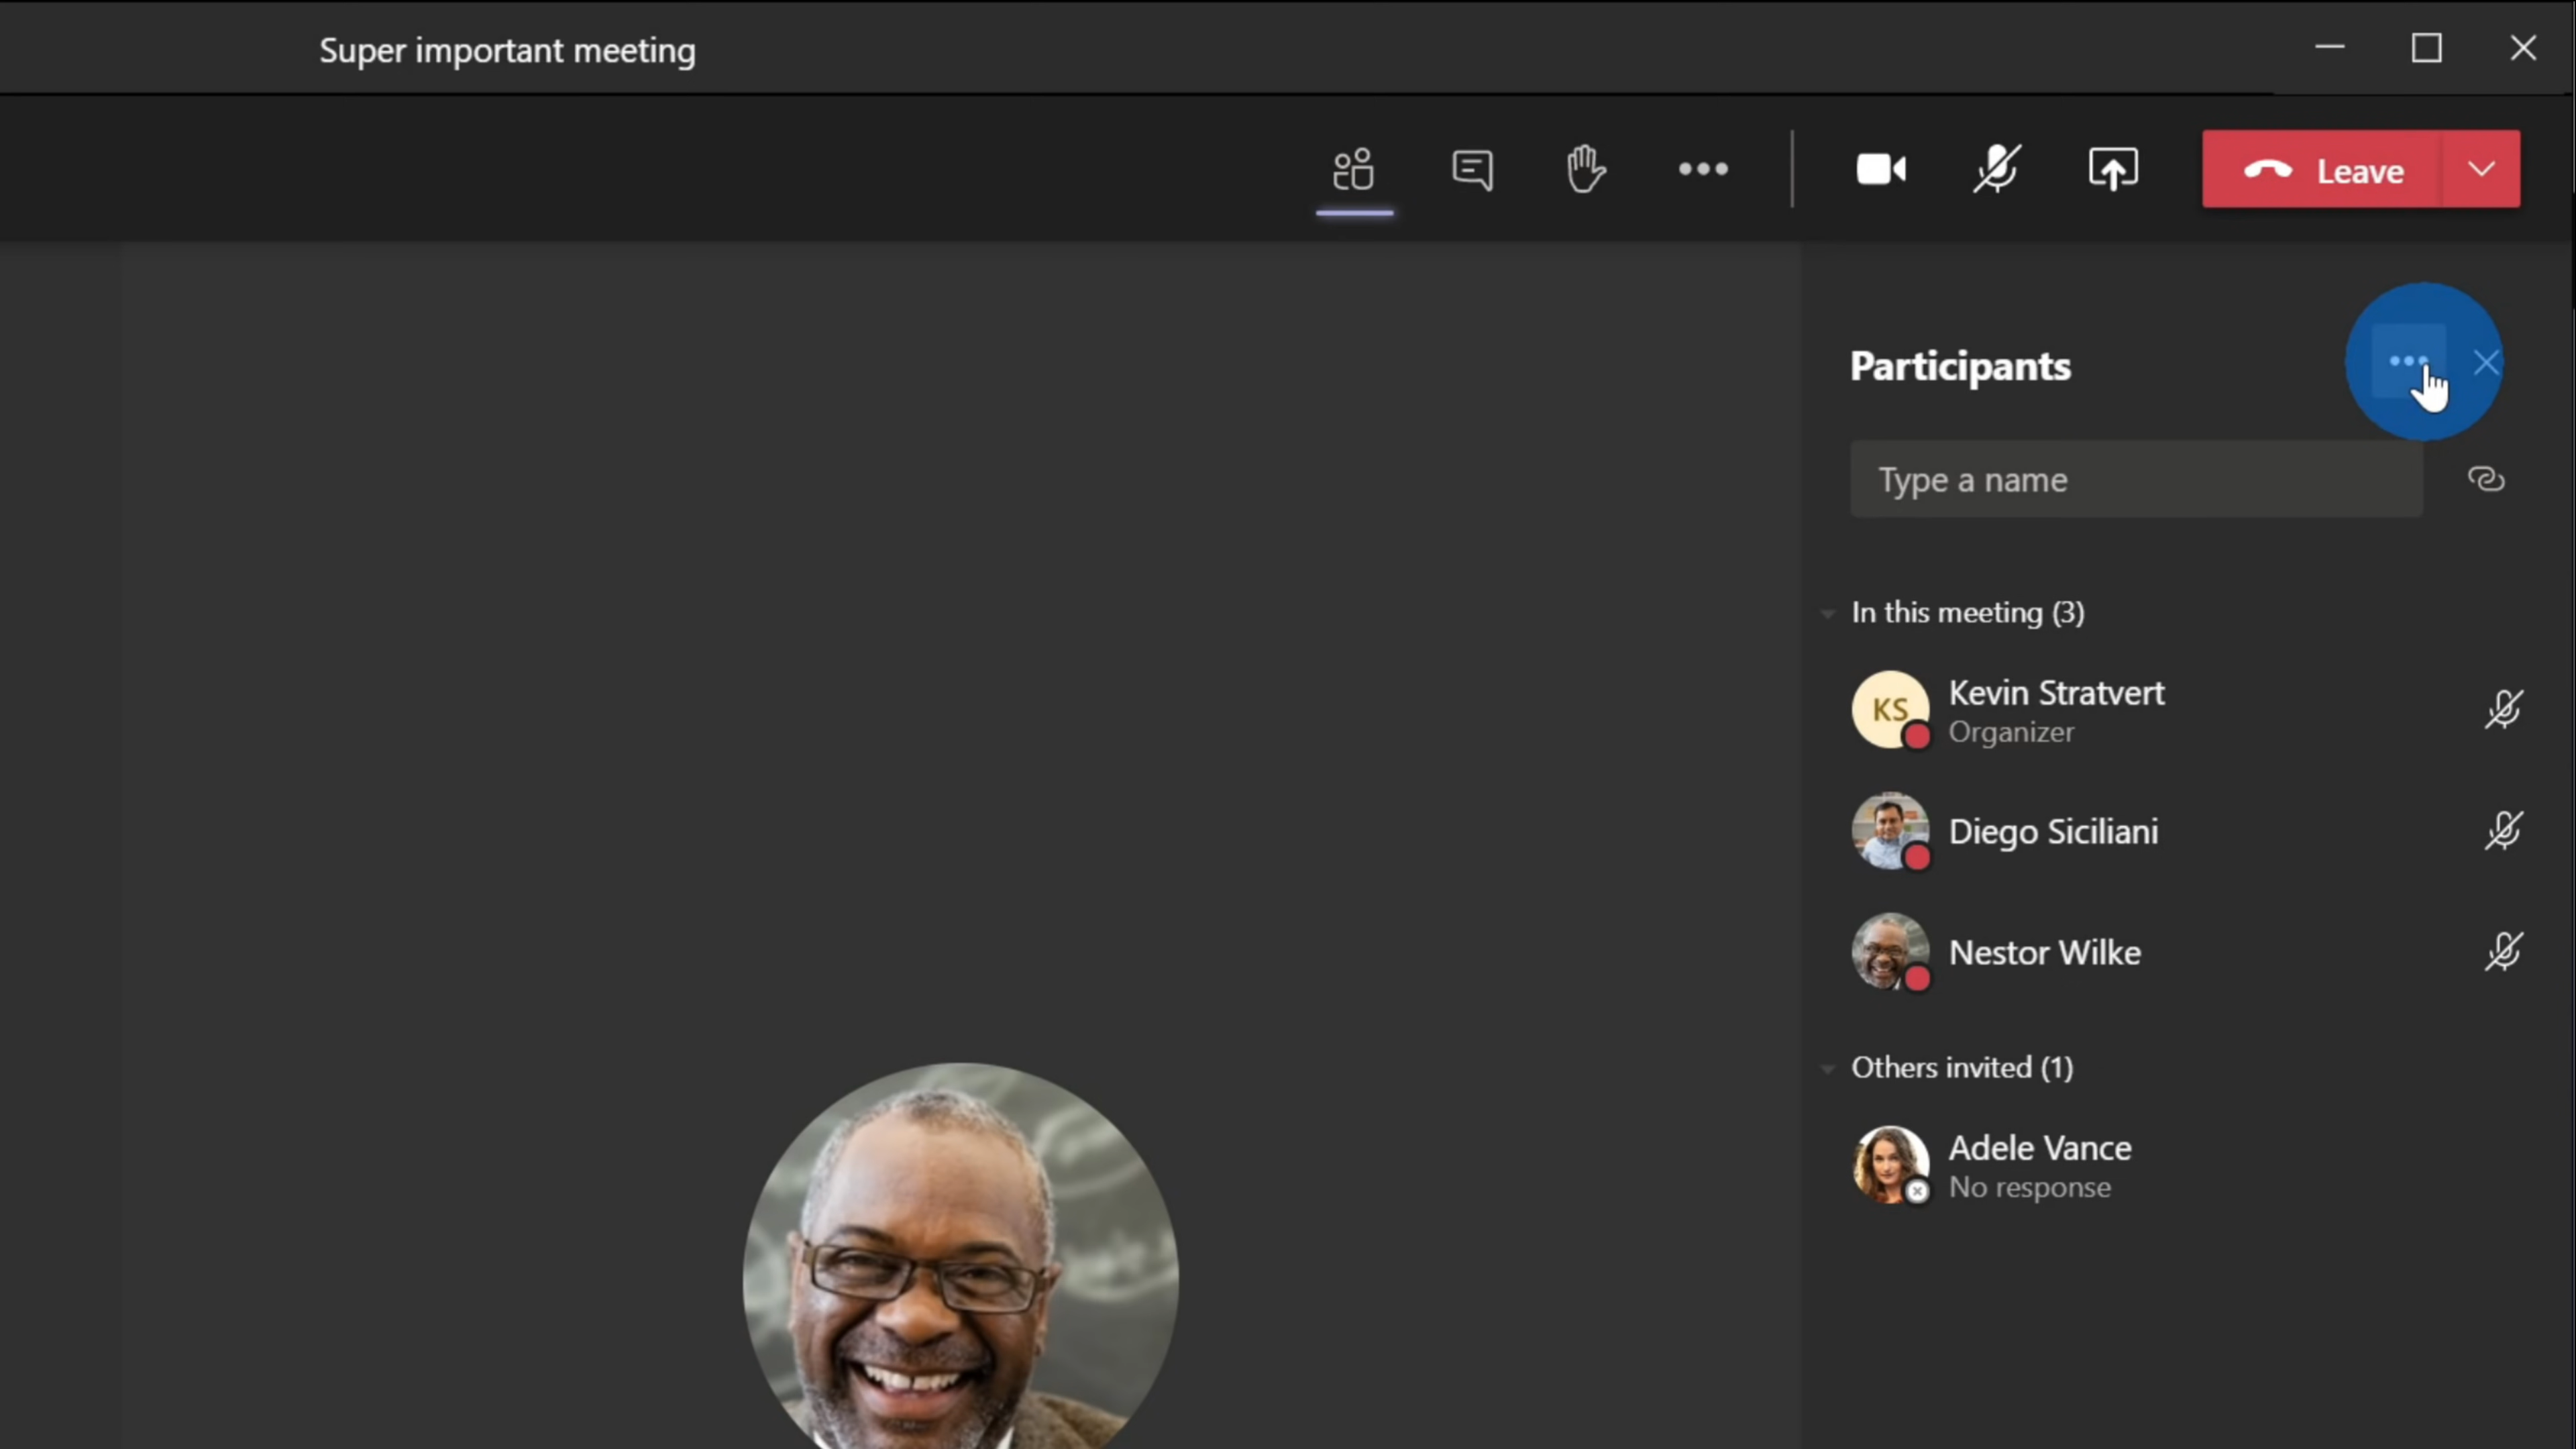 Super important meeting
Leave
Participants
Type a name
In this meeting (3)
KS
Kevin Stratvert
Organizer
Diego Siciliani
Nestor Wilke
Others invited (1)
Adele Vance
No response